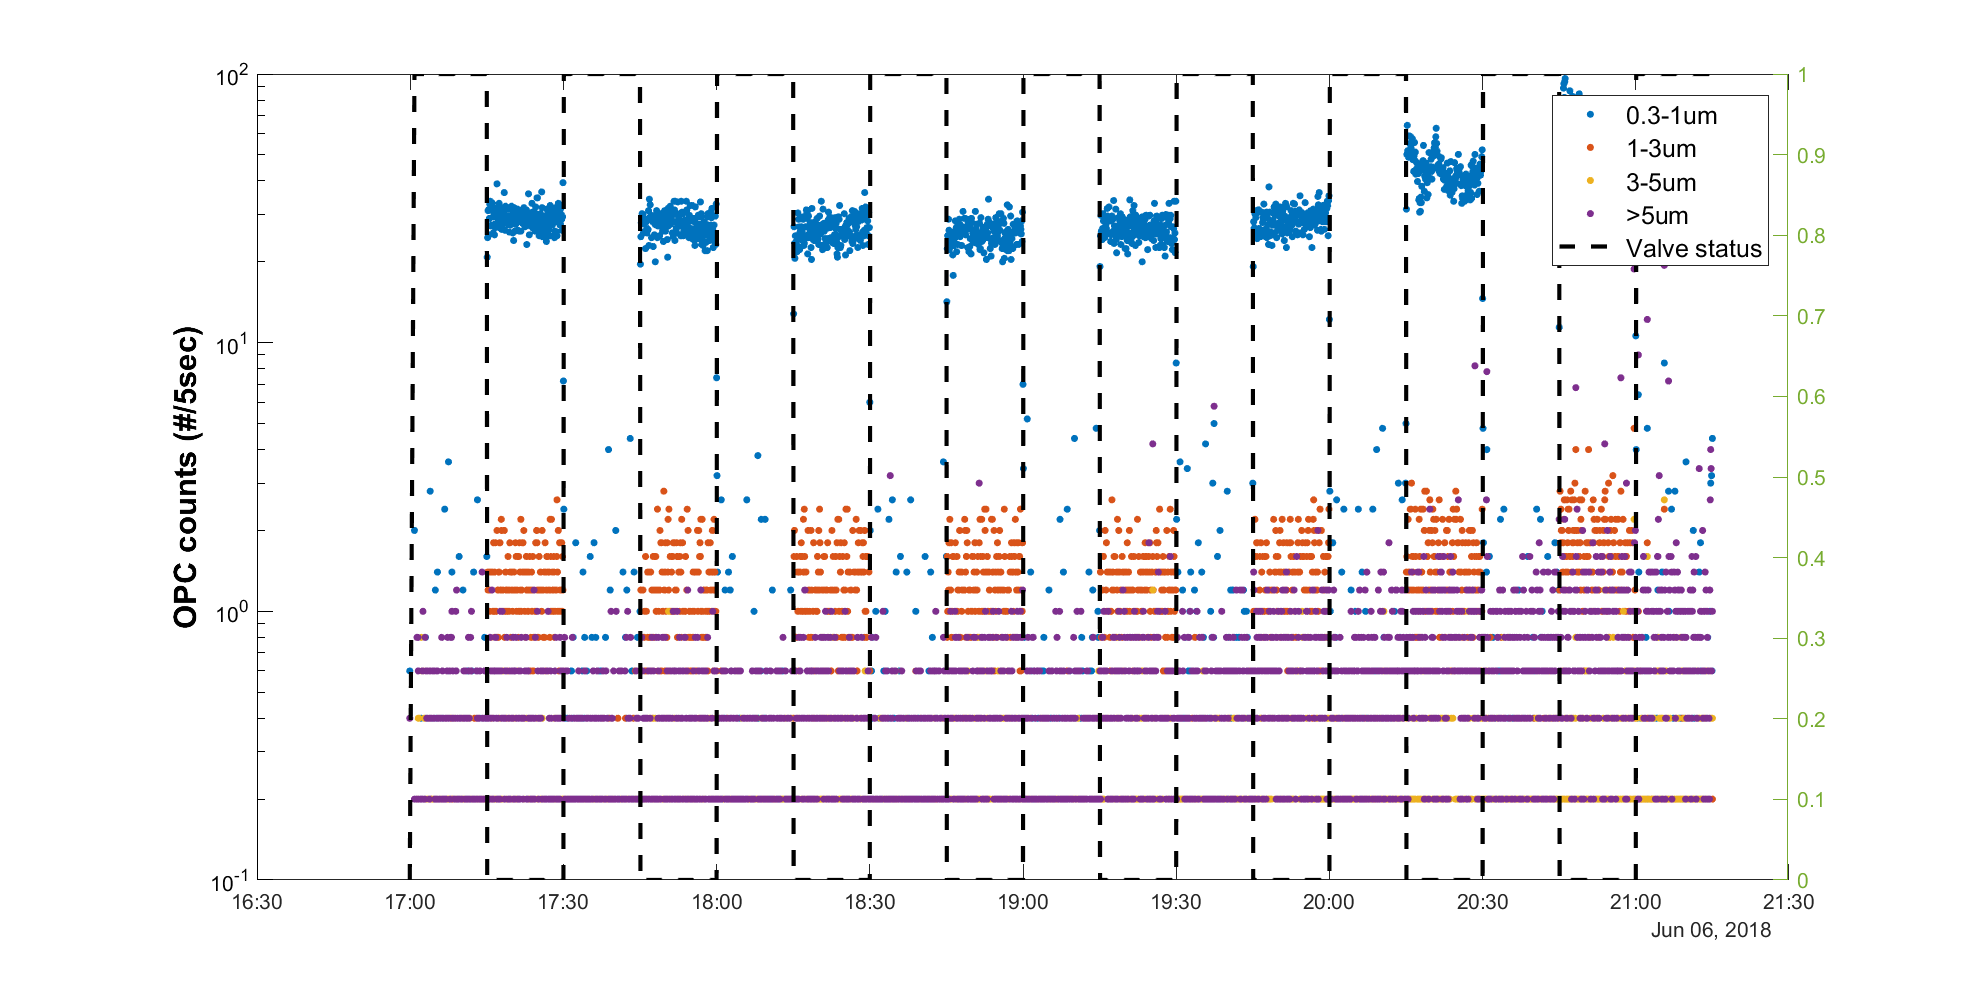 OPC counts (#/5sec)
10^2
10^1
10^0
10^-1
16:30 17:00 17:30 18:00 18:30 19:00 19:30 20:00 20:30 21:00 21:30
Jun 06, 2018
1
0.9
0.8
0.7
0.6
0.5
0.4
0.3
0.2
0.1
0
0.3-1um
1-3um
3-5um
>5um
Valve status